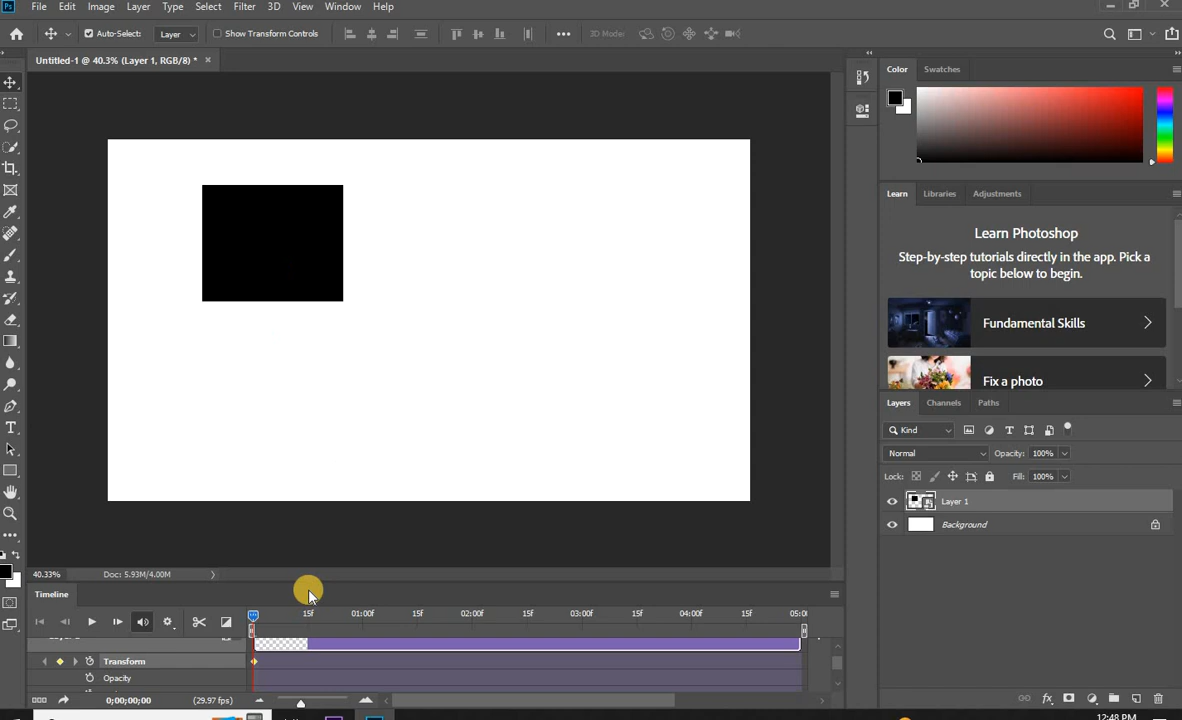 Ps File Edit Image Layer Type Select Filter 3D View Window Help
Auto-Select: Layer Show Transform Controls 3D Mode:
Untitled-1 @ 40.3% (Layer 1, RGB/8) * ×
Color Swatches
Learn Libraries Adjustments
Learn Photoshop
Step-by-step tutorials directly in the app. Pick a
topic below to begin.
Fundamental Skills
Fix a photo
Layers Channels Paths
Kind
Normal Opacity: 100%
Lock: Fill: 100%
Layer 1
Background
40.33% Doc: 5.93M/4.00M
Timeline
15f 01:00f 15f 02:00f 15f 03:00f 15f 04:00f 15f 05:0(
Transform
Opacity
0;00;00;00 (29.97 fps)
12:48 PM